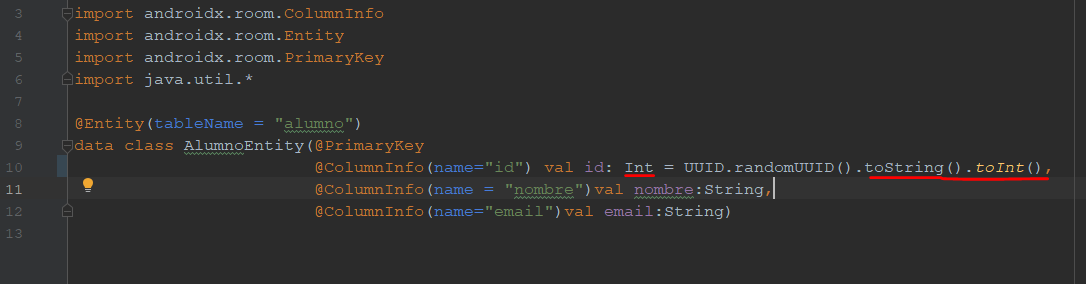 3 import androidx.room.ColumnInfo
4 import androidx.room.Entity
5 import androidx.room.PrimaryKey
6 import java.util.*
7
8 @Entity(tableName = "alumno")
9 data class AlumnoEntity(@PrimaryKey
10 @ColumnInfo(name="id") val id: Int = UUID.randomUUID().toString().toInt(),
11 @ColumnInfo(name = "nombre")val nombre:String,
12 @ColumnInfo(name="email")val email:String)
13